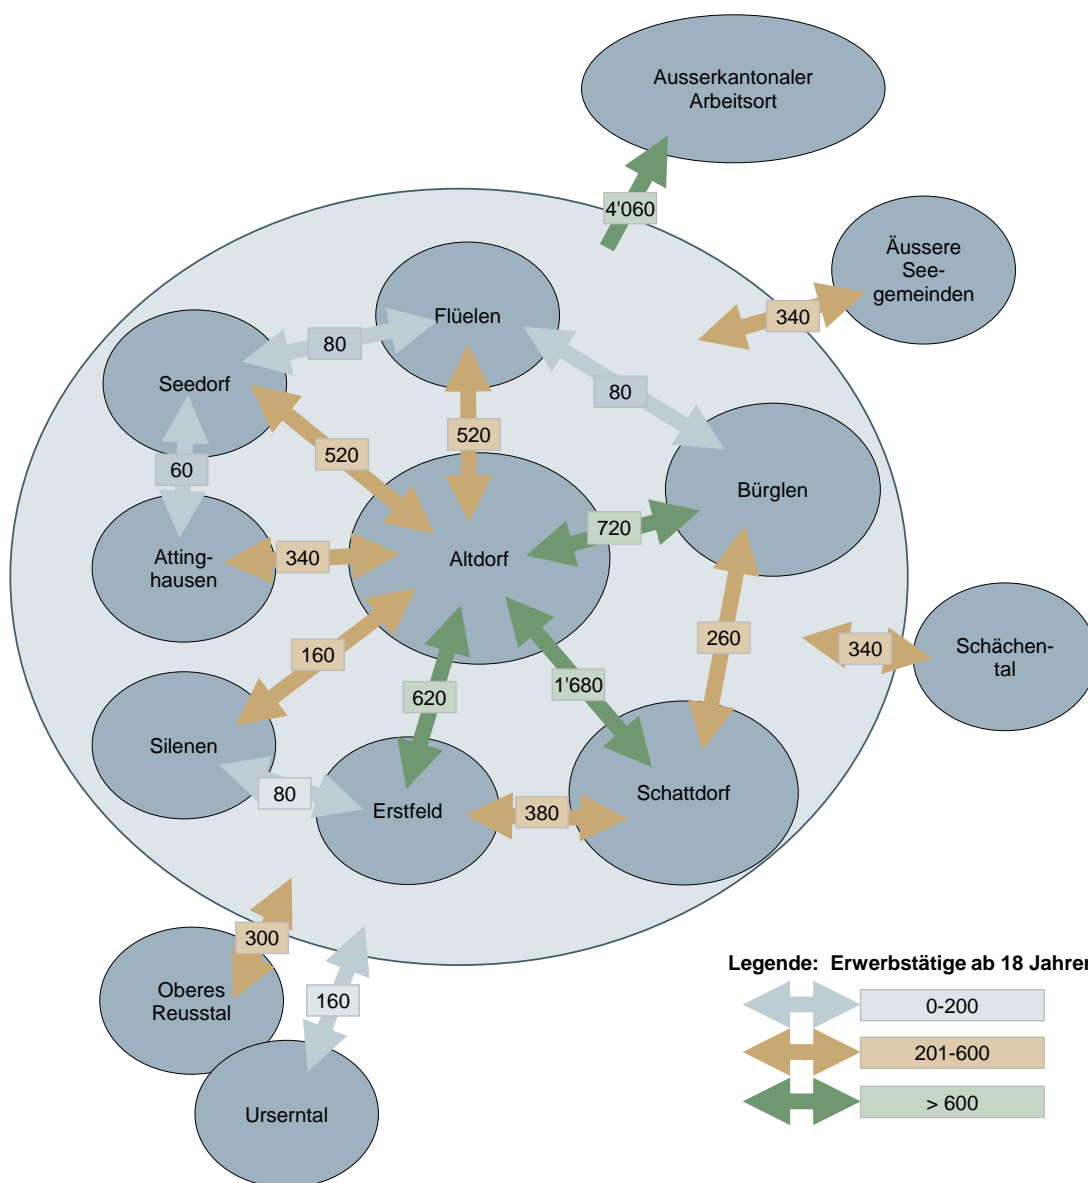 Ausserkantonaler
Arbeitsort
4'060
Äussere
See-
gemeinden
340
Flüelen
80
Seedorf
80
520
520
60
Bürglen
720
Atting-
hausen
340
Altdorf
260
340
Schächen-
tal
160
620
1'680
Silenen
80
Erstfeld
380
Schattdorf
300
Oberes
Reusstal
160
Urserntal
Legende: Erwerbstätige ab 18 Jahren
0-200
201-600
> 600